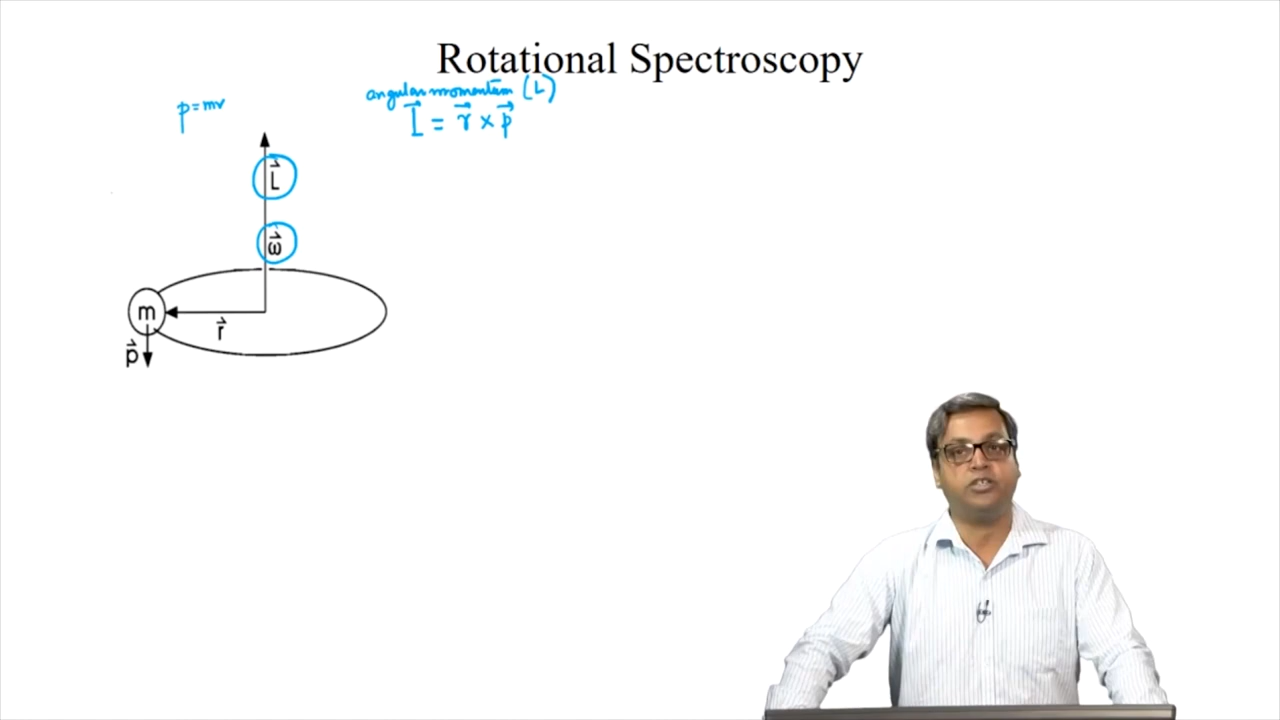 Rotational Spectroscopy
angular momentum (L)
p = mv
L⃗ = r⃗ × p⃗
L⃗
ω⃗
m
r⃗
p⃗